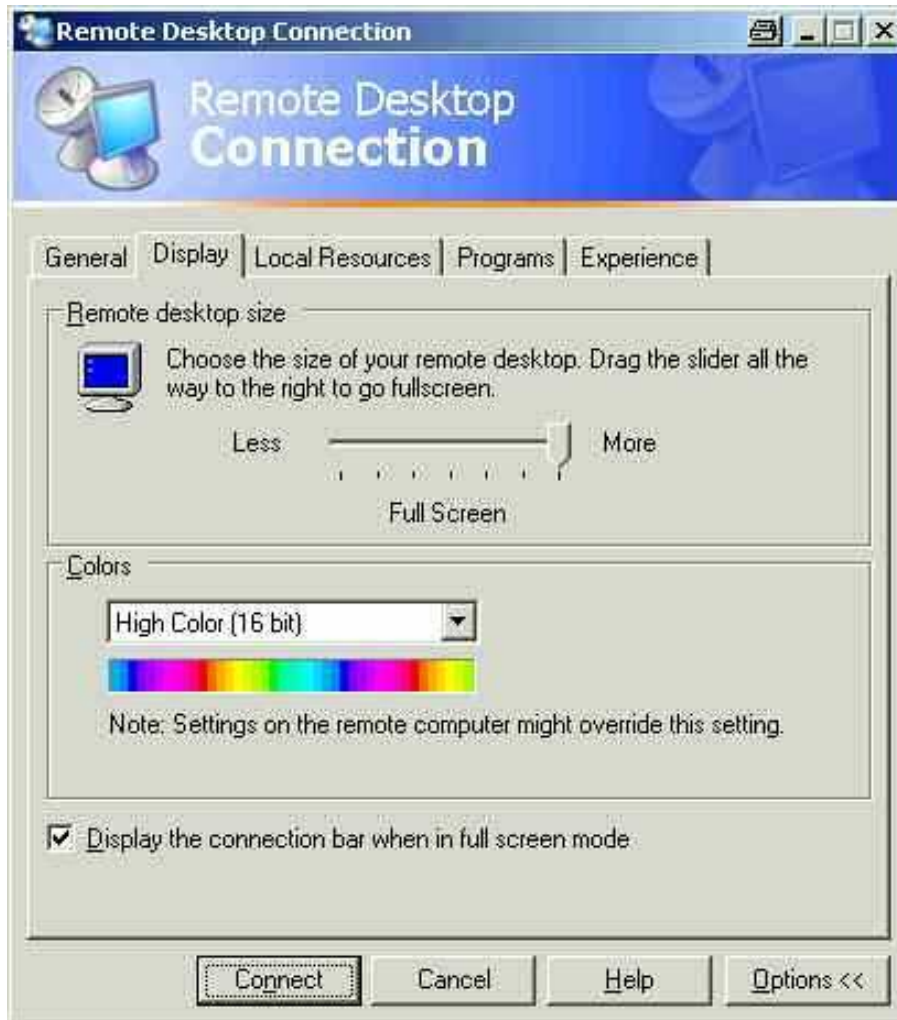 Remote Desktop Connection
Remote Desktop
Connection
General Display Local Resources Programs Experience
Remote desktop size
Choose the size of your remote desktop. Drag the slider all the
way to the right to go fullscreen.
Less More
Full Screen
Colors
High Color (16 bit)
Note: Settings on the remote computer might override this setting.
Display the connection bar when in full screen mode
Connect Cancel Help Options <<